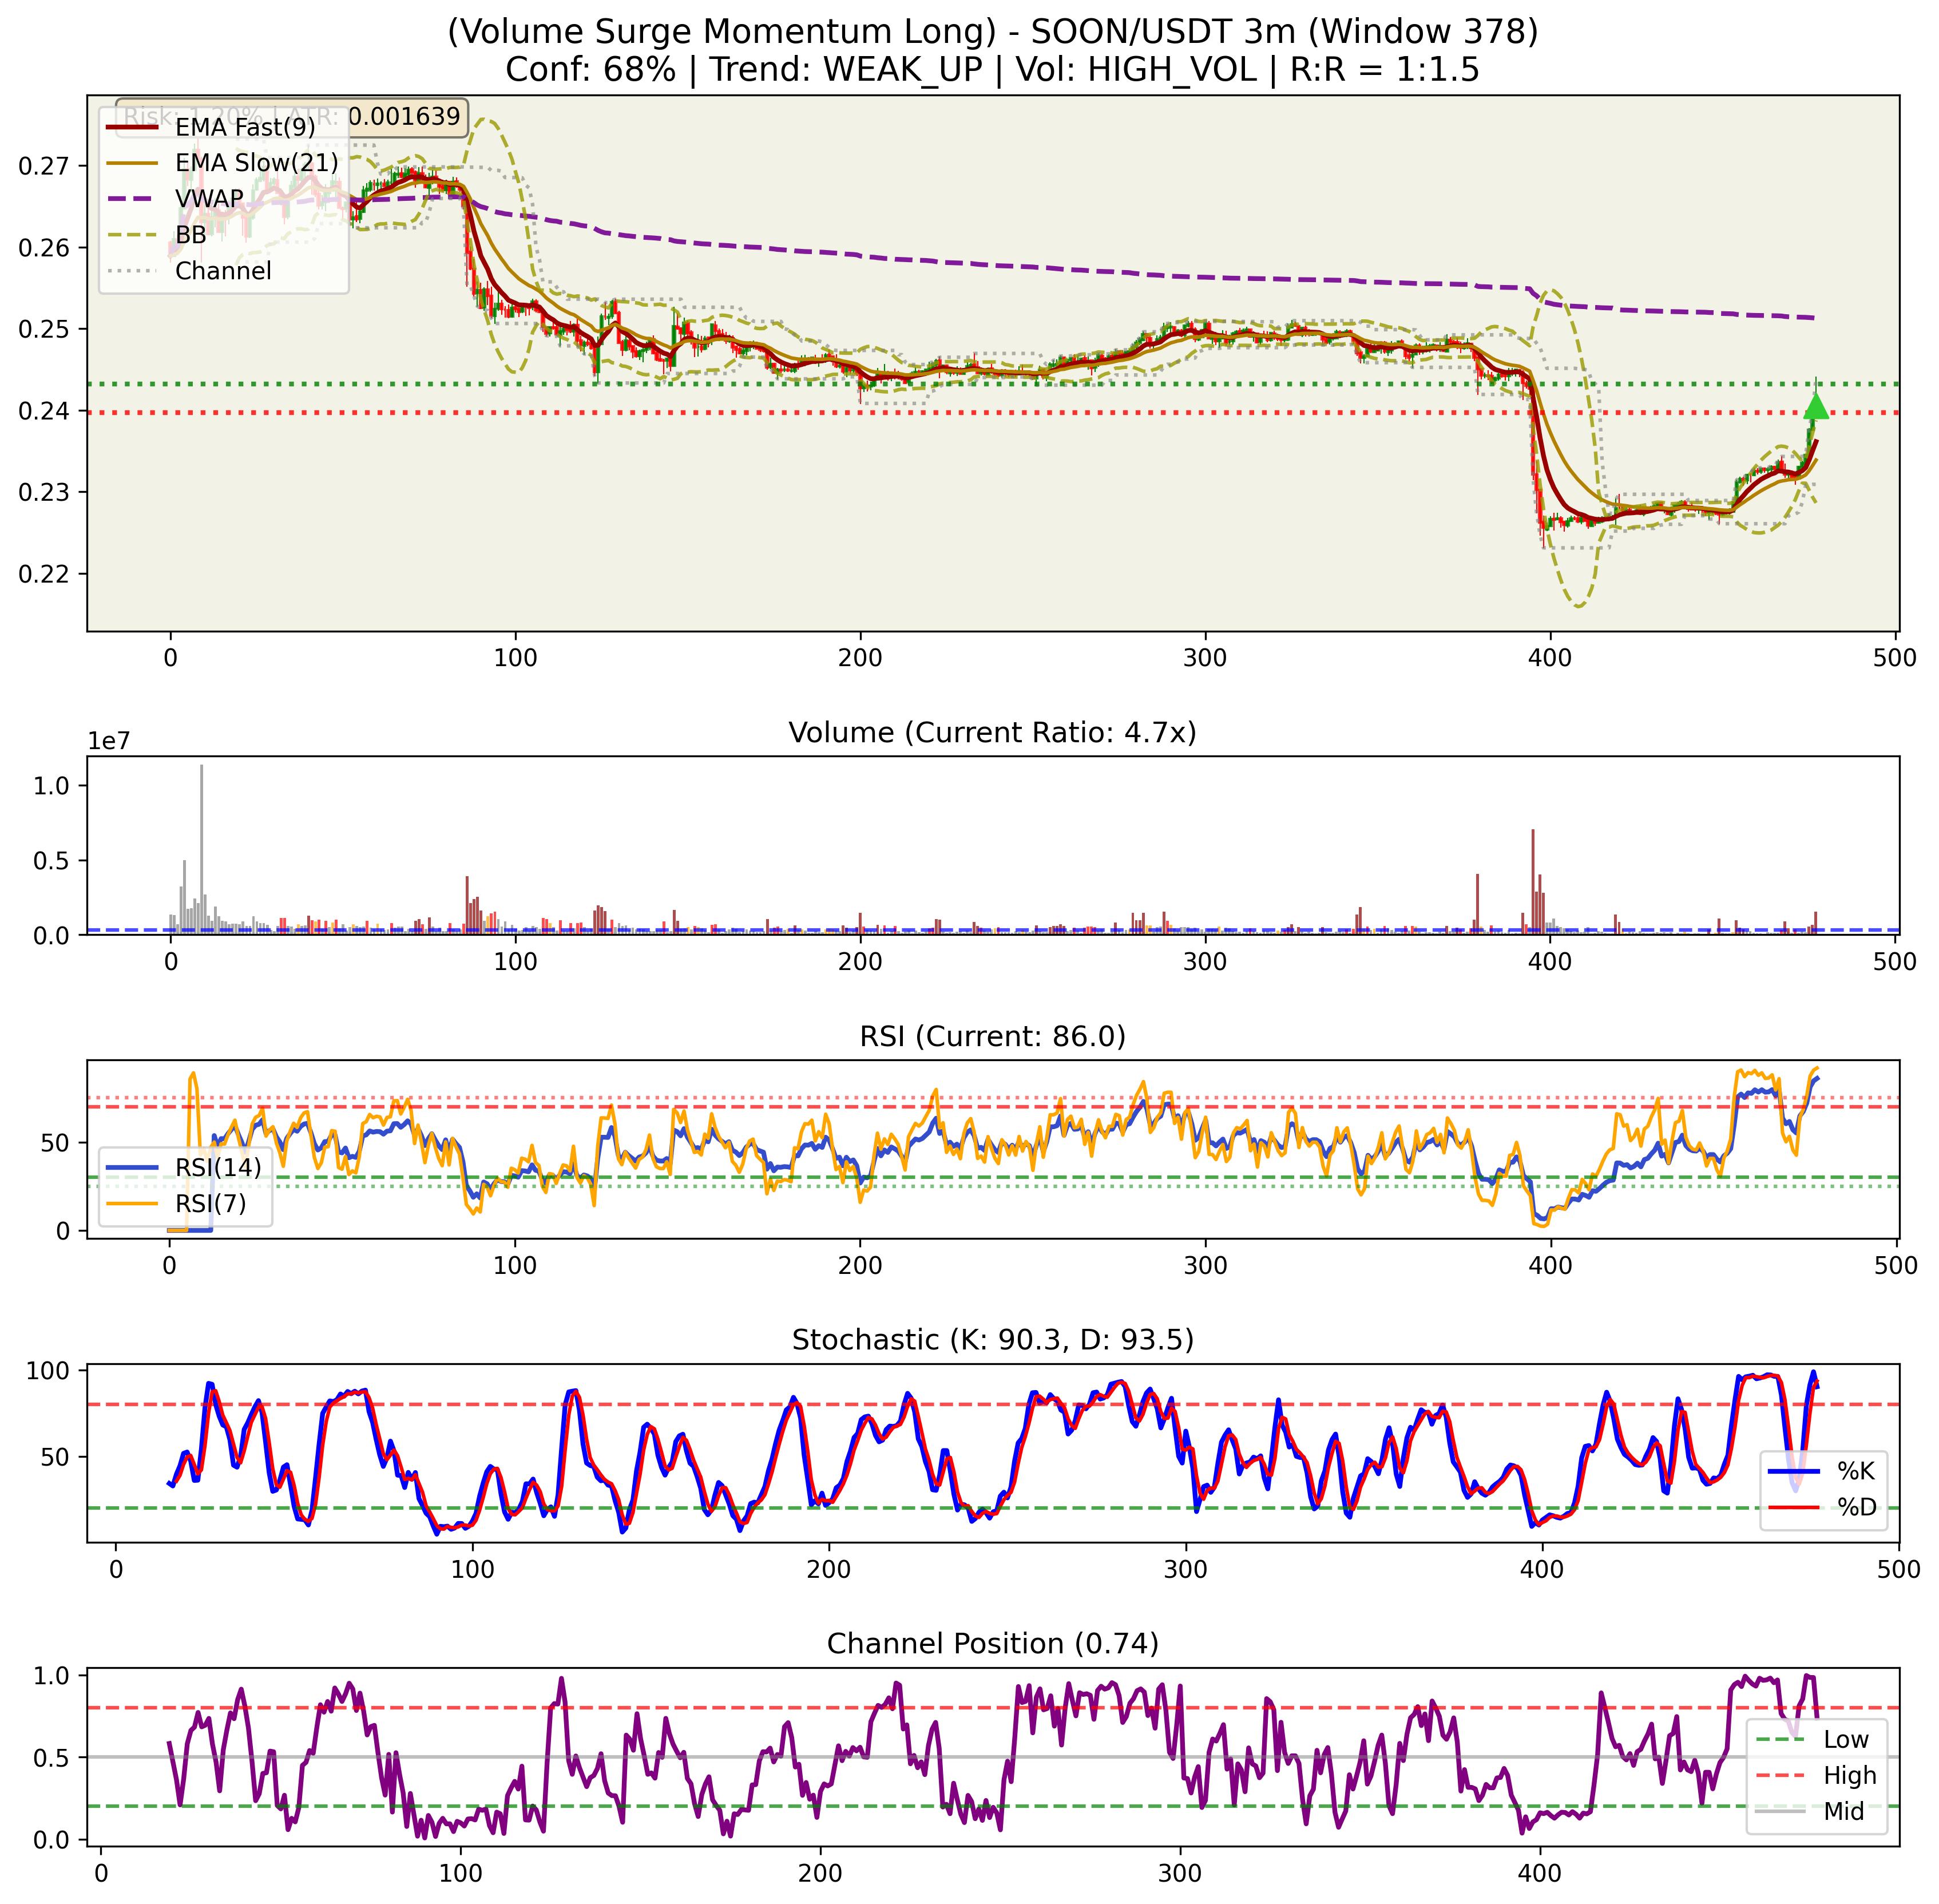 (Volume Surge Momentum Long) - SOON/USDT 3m (Window 378)
Conf: 68% | Trend: WEAK_UP | Vol: HIGH_VOL | R:R = 1:1.5
Risk: 1.20% | ATR: 0.001639
EMA Fast(9)
EMA Slow(21)
VWAP
BB
Channel
0.27
0.26
0.25
0.24
0.23
0.22
0 100 200 300 400 500
Volume (Current Ratio: 4.7x)
1e7
1.0
0.5
0.0
0 100 200 300 400 500
RSI (Current: 86.0)
50
0
RSI(14)
RSI(7)
0 100 200 300 400 500
Stochastic (K: 90.3, D: 93.5)
100
50
%K
%D
0 100 200 300 400 500
Channel Position (0.74)
1.0
0.5
0.0
Low
High
Mid
0 100 200 300 400